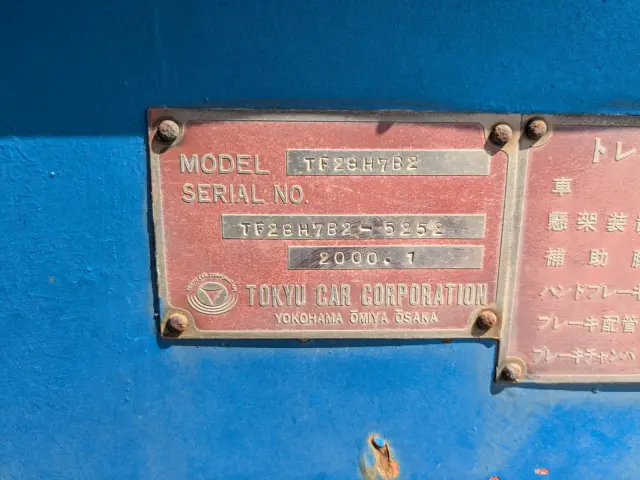 MODEL TF28H7B2
SERIAL NO.
TF28H7B2-5252
2000.1
TOKYU CAR CORPORATION
YOKOHAMA ŌMIYA ŌSAKA
トレ
車
懸架装置
補助
ハンドブレーキ
ブレーキ配管
ブレーキチャンバ